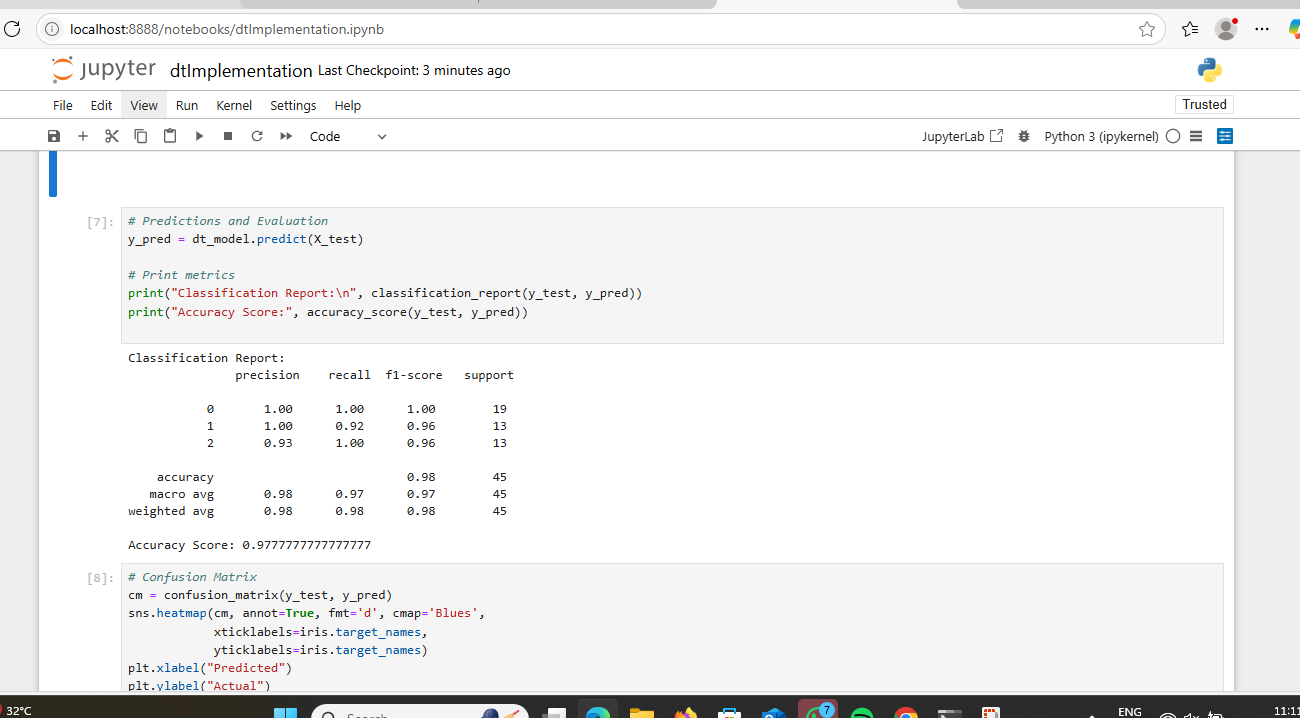 localhost:8888/notebooks/dtImplementation.ipynb
jupyter dtImplementation Last Checkpoint: 3 minutes ago
File Edit View Run Kernel Settings Help Trusted
Code JupyterLab Python 3 (ipykernel)
[7]: # Predictions and Evaluation
y_pred = dt_model.predict(X_test)
# Print metrics
print("Classification Report:\n", classification_report(y_test, y_pred))
print("Accuracy Score:", accuracy_score(y_test, y_pred))
Classification Report:
precision recall f1-score support
0 1.00 1.00 1.00 19
1 1.00 0.92 0.96 13
2 0.93 1.00 0.96 13
accuracy 0.98 45
macro avg 0.98 0.97 0.97 45
weighted avg 0.98 0.98 0.98 45
Accuracy Score: 0.9777777777777777
[8]: # Confusion Matrix
cm = confusion_matrix(y_test, y_pred)
sns.heatmap(cm, annot=True, fmt='d', cmap='Blues',
xticklabels=iris.target_names,
yticklabels=iris.target_names)
plt.xlabel("Predicted")
plt.ylabel("Actual")
32°C Search 7 ENG 11:11